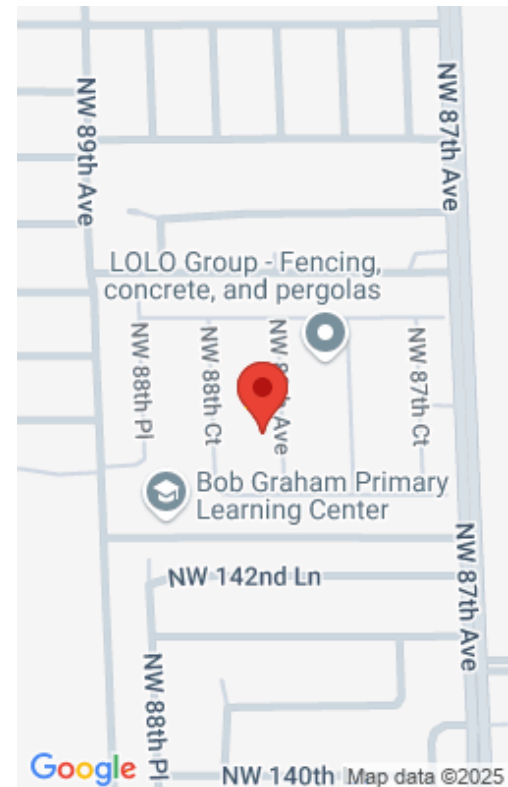 NW 89th Ave
NW 87th Ave
LOLO Group - Fencing,
concrete, and pergolas
NW 88th Pl
NW 88th Ct
Ave
NW 87th Ct
Bob Graham Primary
Learning Center
NW 142nd Ln
NW 87th Ave
NW 88th Pl
Google
NW 140th
Map data ©2025